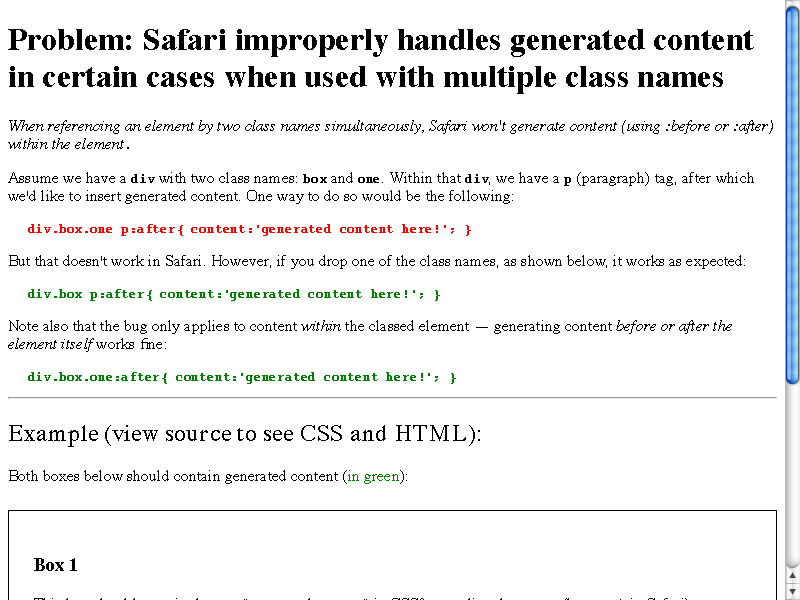 Problem: Safari improperly handles generated content
in certain cases when used with multiple class names
When referencing an element by two class names simultaneously, Safari won't generate content (using :before or :after)
within the element.
Assume we have a div with two class names: box and one. Within that div, we have a p (paragraph) tag, after which
we'd like to insert generated content. One way to do so would be the following:
div.box.one p:after{ content:'generated content here!'; }
But that doesn't work in Safari. However, if you drop one of the class names, as shown below, it works as expected:
div.box p:after{ content:'generated content here!'; }
Note also that the bug only applies to content within the classed element — generating content before or after the
element itself works fine:
div.box.one:after{ content:'generated content here!'; }
Example (view source to see CSS and HTML):
Both boxes below should contain generated content (in green):
Box 1